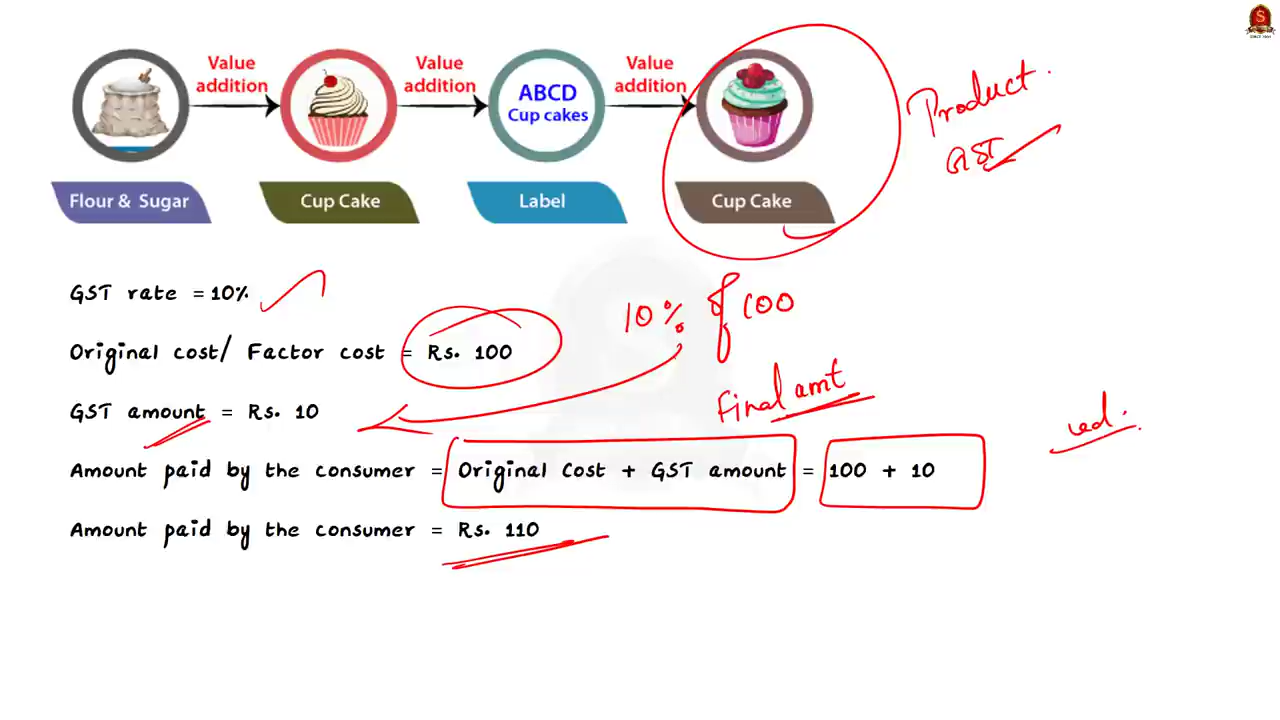 Value addition
Value addition
Value addition
ABCD
Cup cakes
Flour & Sugar
Cup Cake
Label
Cup Cake
Product
GST
GST rate = 10%
10% of 100
Original cost/ Factor cost = Rs. 100
Final amt
GST amount = Rs. 10
Amount paid by the consumer = Original Cost + GST amount = 100 + 10
Amount paid by the consumer = Rs. 110